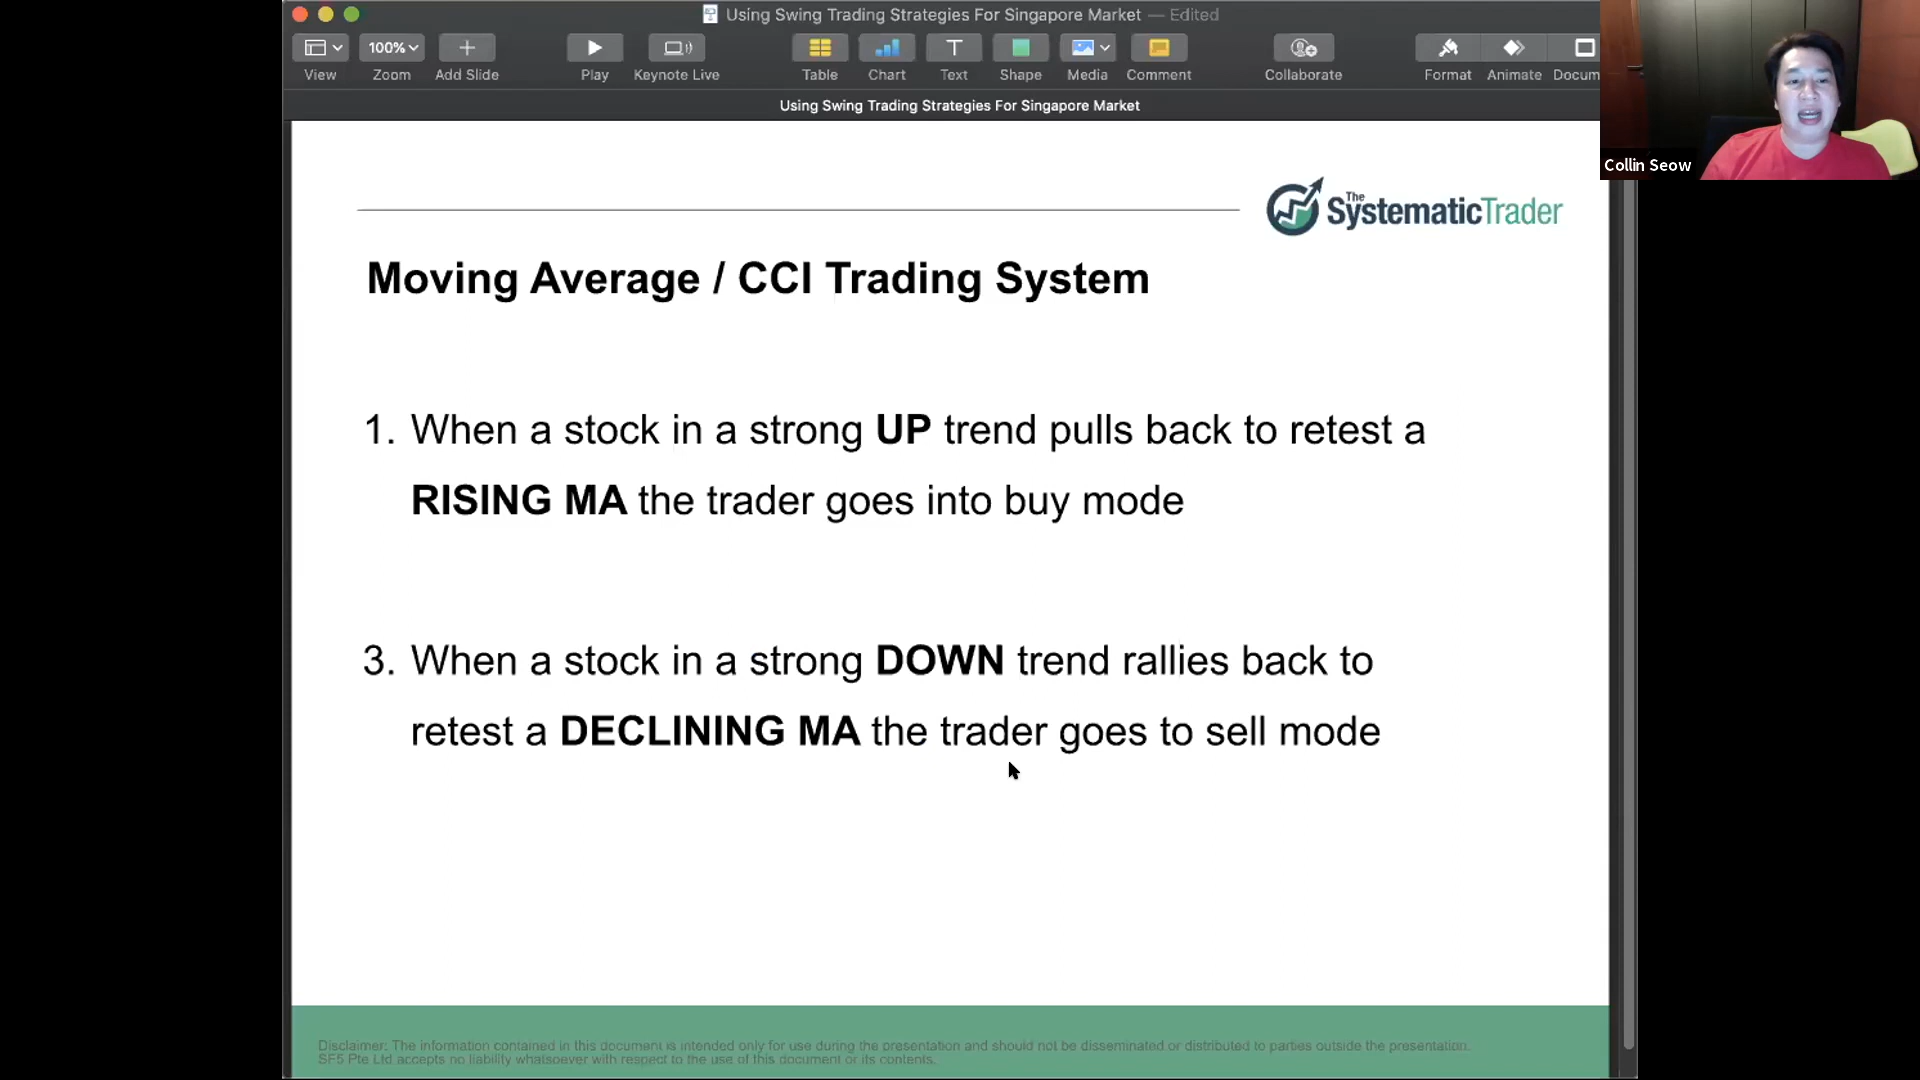 Using Swing Trading Strategies For Singapore Market — Edited
100%
View Zoom Add Slide Play Keynote Live Table Chart Text Shape Media Comment Collaborate Format Animate Docum
Using Swing Trading Strategies For Singapore Market
Collin Seow
The SystematicTrader
Moving Average / CCI Trading System
1. When a stock in a strong UP trend pulls back to retest a
RISING MA the trader goes into buy mode
3. When a stock in a strong DOWN trend rallies back to
retest a DECLINING MA the trader goes to sell mode
Disclaimer: The information contained in this document is intended only for use during the presentation and should not be disseminated or distributed to parties outside the presentation.
SF5 Pte Ltd accepts no liability whatsoever with respect to the use of this document or its contents.